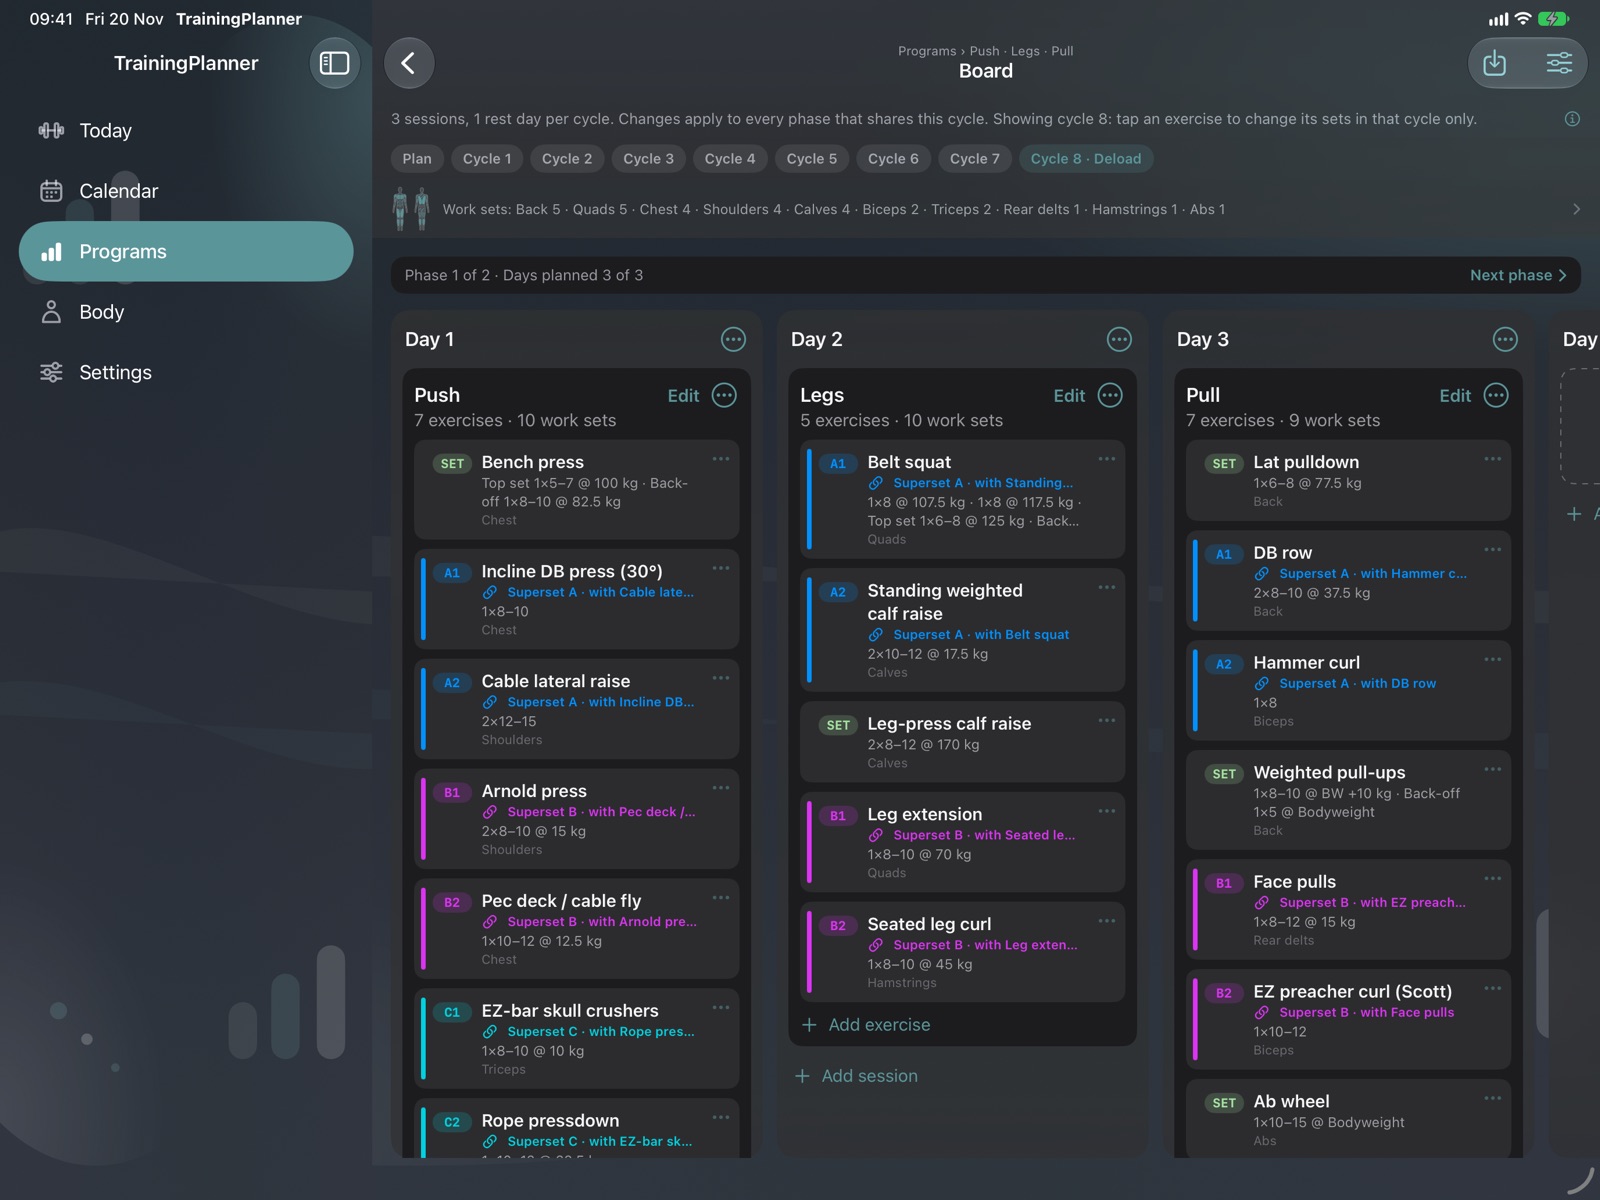 09:41 Fri 20 Nov TrainingPlanner
TrainingPlanner
Today
Calendar
Programs
Body
Settings
Programs › Push · Legs · Pull
Board
3 sessions, 1 rest day per cycle. Changes apply to every phase that shares this cycle. Showing cycle 8: tap an exercise to change its sets in that cycle only.
Plan
Cycle 1
Cycle 2
Cycle 3
Cycle 4
Cycle 5
Cycle 6
Cycle 7
Cycle 8 · Deload
Work sets: Back 5 · Quads 5 · Chest 4 · Shoulders 4 · Calves 4 · Biceps 2 · Triceps 2 · Rear delts 1 · Hamstrings 1 · Abs 1
Phase 1 of 2 · Days planned 3 of 3
Next phase
Day 1
Push
Edit
7 exercises · 10 work sets
SET
Bench press
Top set 1×5–7 @ 100 kg · Back-
off 1×8–10 @ 82.5 kg
Chest
A1
Incline DB press (30°)
Superset A · with Cable late...
1×8–10
Chest
A2
Cable lateral raise
Superset A · with Incline DB...
2×12–15
Shoulders
B1
Arnold press
Superset B · with Pec deck /...
2×8–10 @ 15 kg
Shoulders
B2
Pec deck / cable fly
Superset B · with Arnold pre...
1×10–12 @ 12.5 kg
Chest
C1
EZ-bar skull crushers
Superset C · with Rope pres...
1×8–10 @ 10 kg
Triceps
C2
Rope pressdown
Superset C · with EZ-bar sk...
Day 2
Legs
Edit
5 exercises · 10 work sets
A1
Belt squat
Superset A · with Standing...
1×8 @ 107.5 kg · 1×8 @ 117.5 kg ·
Top set 1×6–8 @ 125 kg · Back...
Quads
A2
Standing weighted
calf raise
Superset A · with Belt squat
2×10–12 @ 17.5 kg
Calves
SET
Leg-press calf raise
2×8–12 @ 170 kg
Calves
B1
Leg extension
Superset B · with Seated le...
1×8–10 @ 70 kg
Quads
B2
Seated leg curl
Superset B · with Leg exten...
1×8–10 @ 45 kg
Hamstrings
+ Add exercise
+ Add session
Day 3
Pull
Edit
7 exercises · 9 work sets
SET
Lat pulldown
1×6–8 @ 77.5 kg
Back
A1
DB row
Superset A · with Hammer c...
2×8–10 @ 37.5 kg
Back
A2
Hammer curl
Superset A · with DB row
1×8
Biceps
SET
Weighted pull-ups
1×8–10 @ BW +10 kg · Back-off
1×5 @ Bodyweight
Back
B1
Face pulls
Superset B · with EZ preach...
1×8–12 @ 15 kg
Rear delts
B2
EZ preacher curl (Scott)
Superset B · with Face pulls
1×10–12
Biceps
SET
Ab wheel
1×10–15 @ Bodyweight
Abs
Day